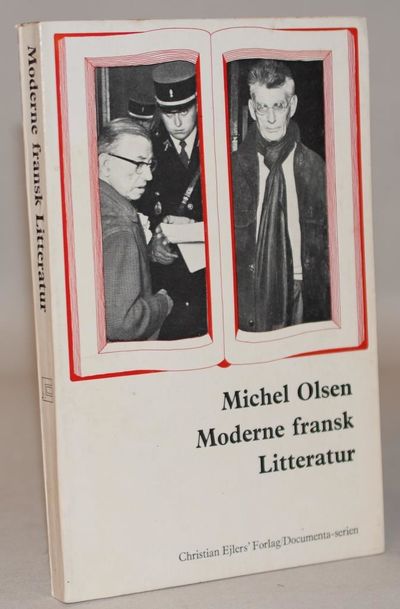 Moderne fransk Litteratur
Michel Olsen
Moderne fransk
Litteratur
Christian Ejlers' Forlag/Documenta-serien